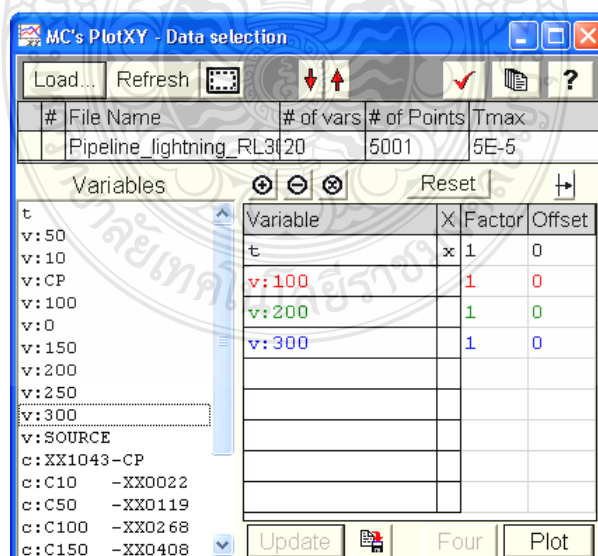 MC's PlotXY - Data selection
Load... Refresh ?
# File Name # of vars # of Points Tmax
Pipeline_lightning_RL3( 20 5001 5E-5
Variables Reset
t
v:50
v:10
v:CP
v:100
v:0
v:150
v:200
v:250
v:300
v:SOURCE
c:XX1043-CP
c:C10 -XX0022
c:C50 -XX0119
c:C100 -XX0268
c:C150 -XX0408
Variable X Factor Offset
t x 1 0
v:100 1 0
v:200 1 0
v:300 1 0
Update Four Plot